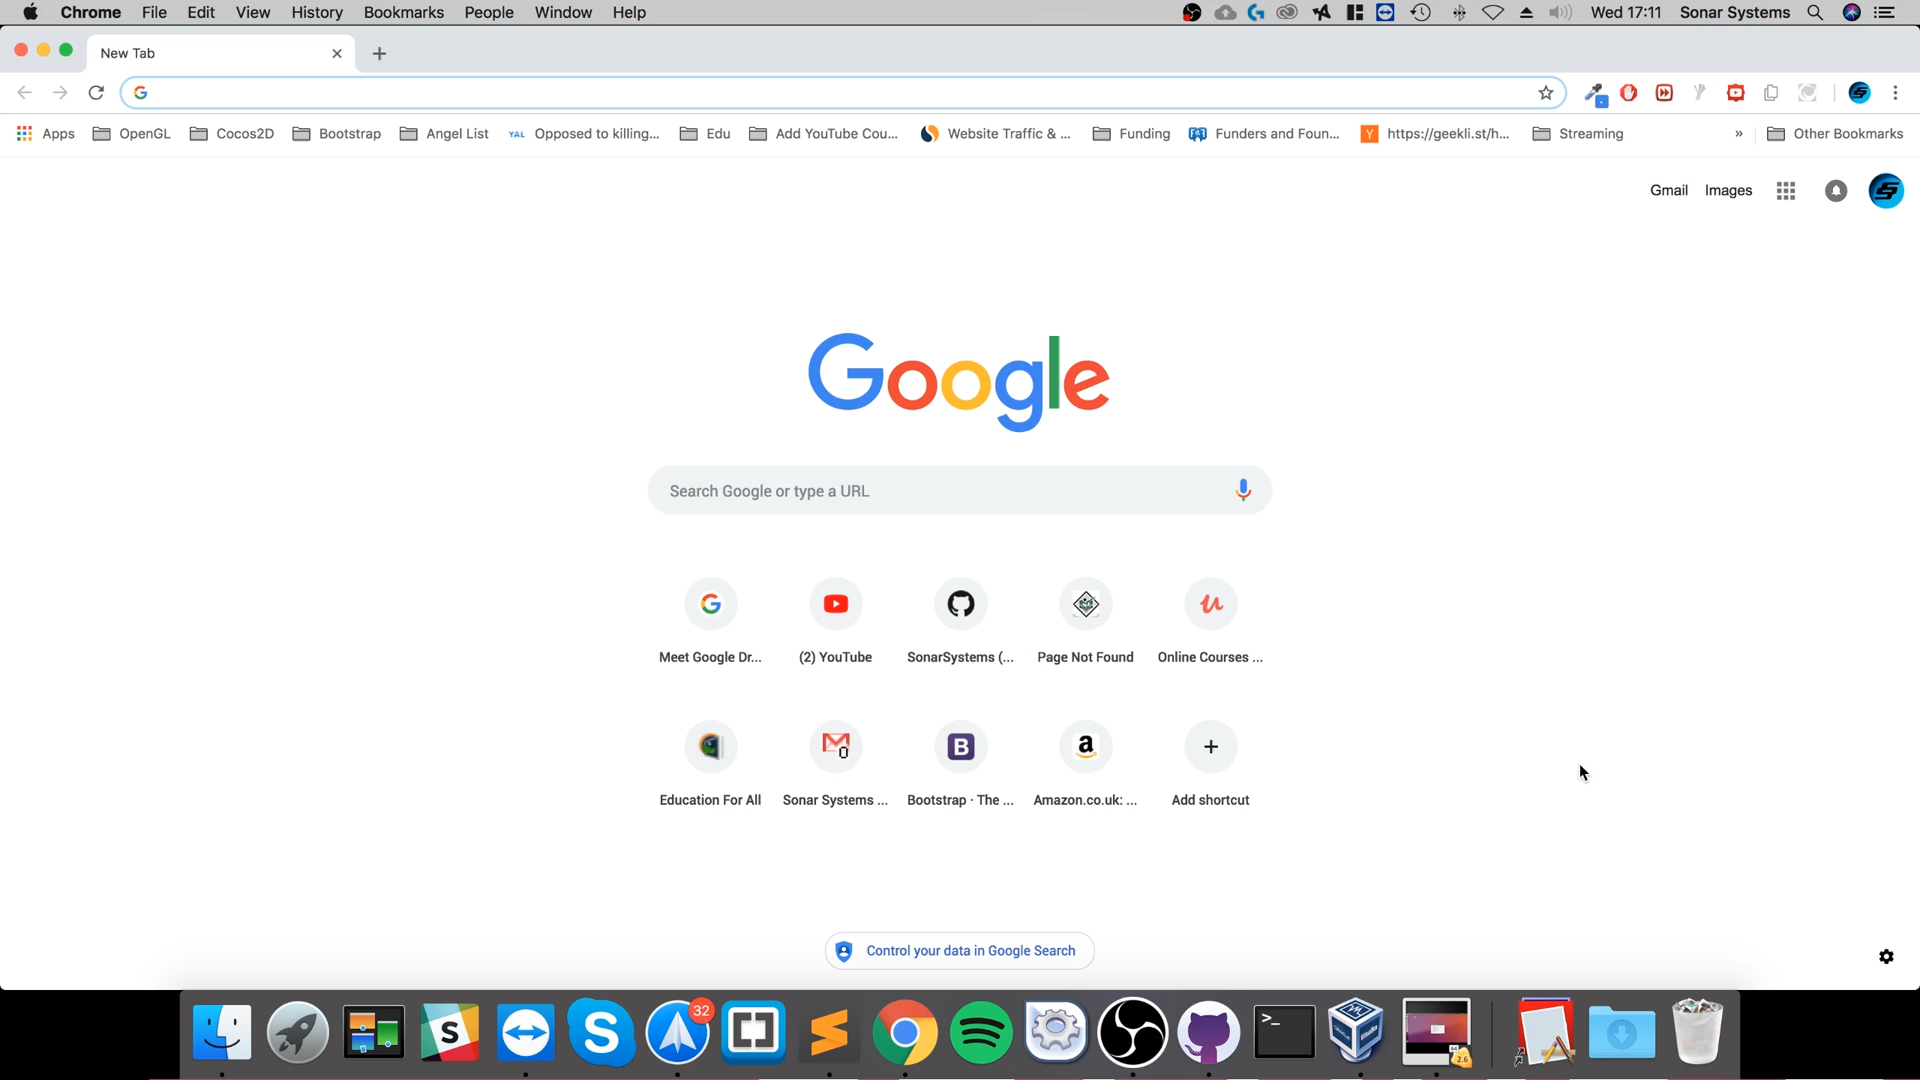 Chrome File Edit View History Bookmarks People Window Help Wed 17:11 Sonar Systems
New Tab
Apps OpenGL Cocos2D Bootstrap Angel List YAL Opposed to killing... Edu Add YouTube Cou... Website Traffic & ... Funding Funders and Foun... Y https://geekli.st/h... Streaming » Other Bookmarks
Gmail Images
Google
Search Google or type a URL
Meet Google Dr... (2) YouTube SonarSystems (... Page Not Found Online Courses ...
Education For All Sonar Systems ... Bootstrap · The ... Amazon.co.uk: ... Add shortcut
Control your data in Google Search
32